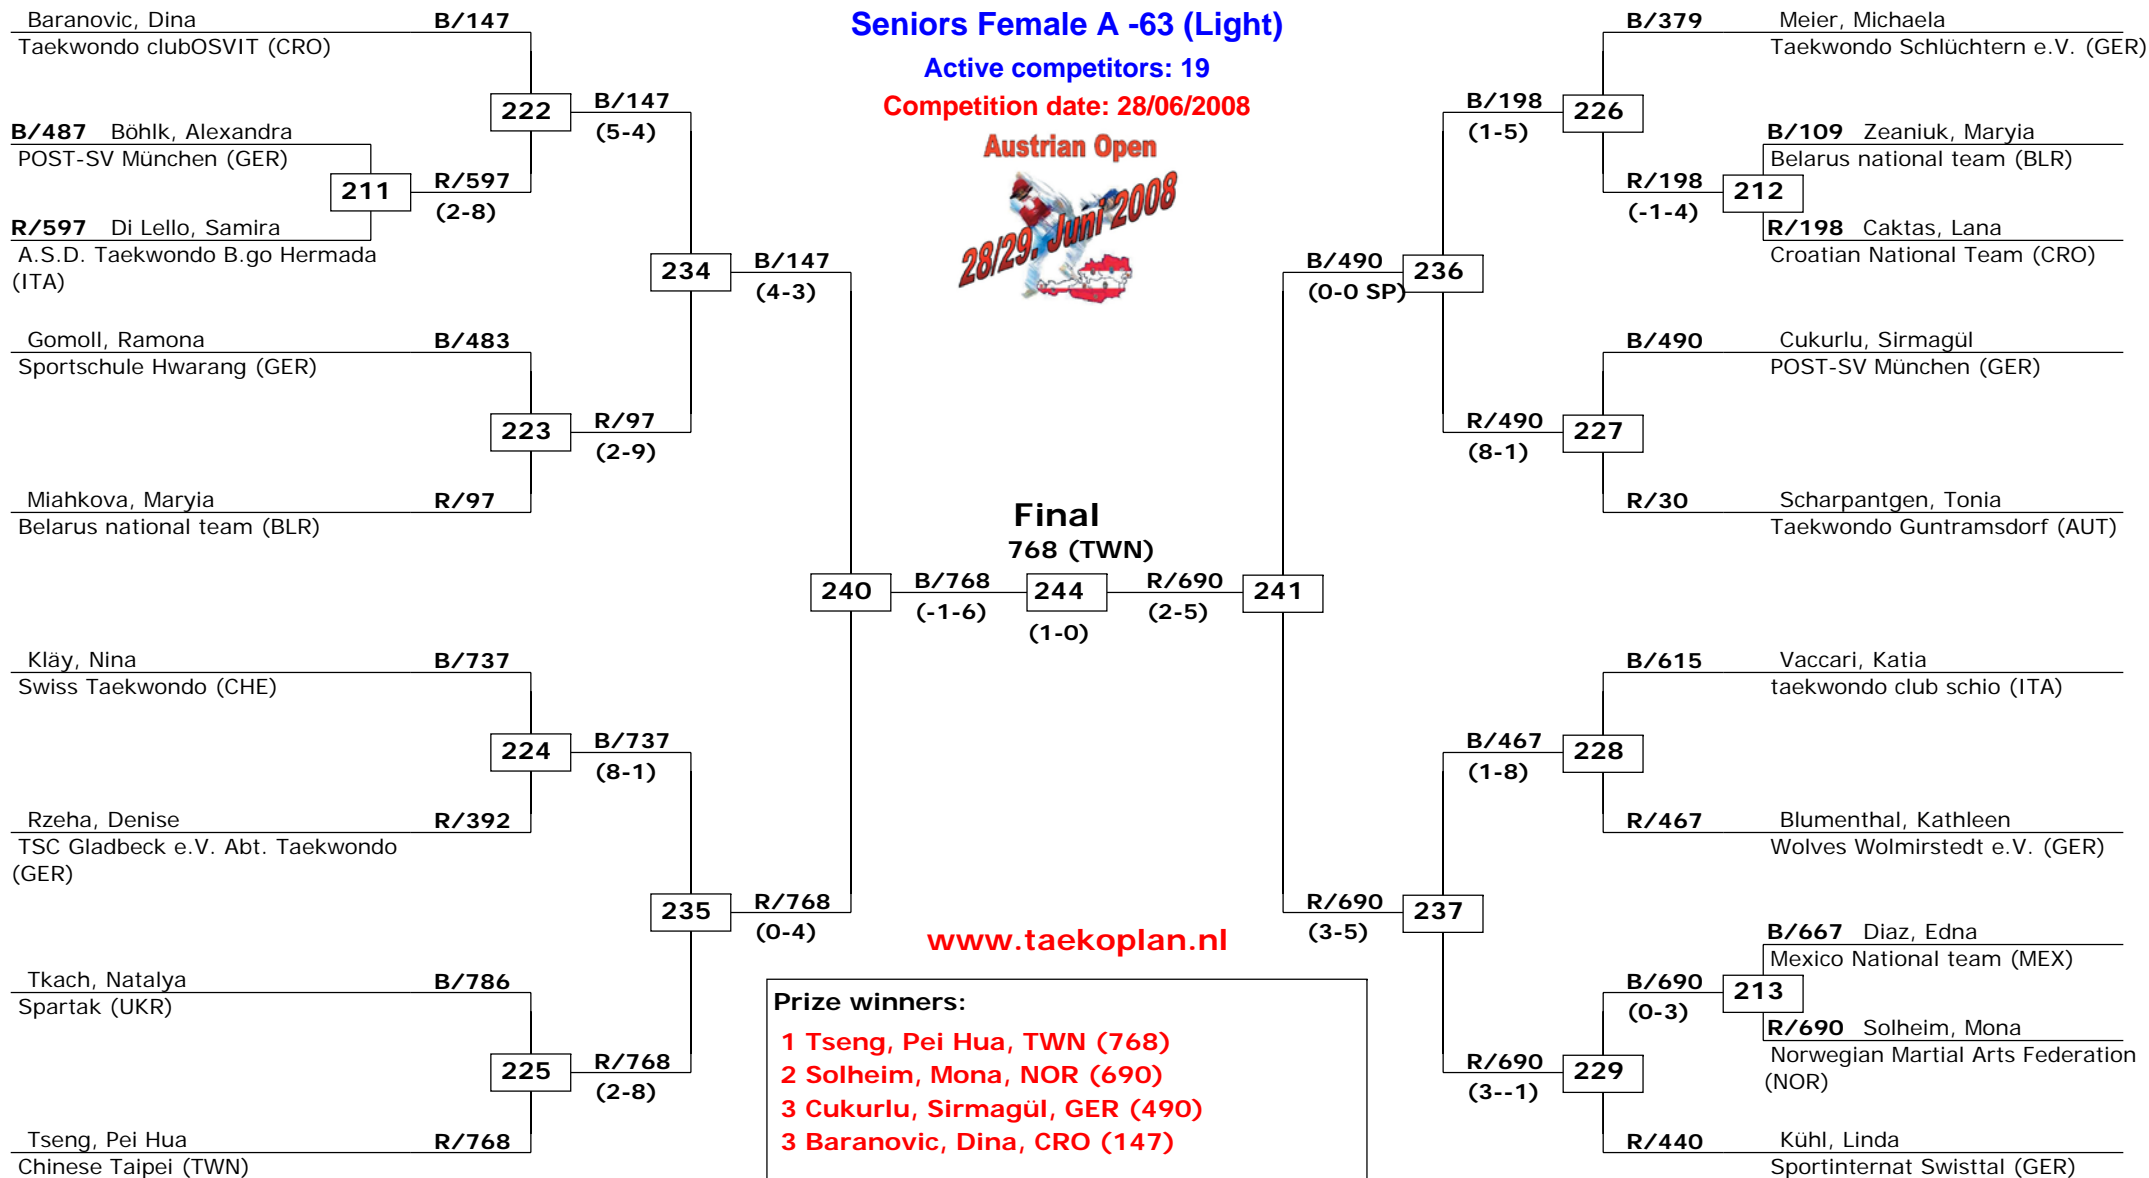 Seniors Female A -63 (Light)
Active competitors: 19
Competition date: 28/06/2008
Austrian Open
28/29. Juni 2008
Baranovic, Dina B/147
Taekwondo clubOSVIT (CRO)
222
B/147
(5-4)
B/487 Böhlk, Alexandra
POST-SV München (GER)
211
R/597
(2-8)
R/597 Di Lello, Samira
A.S.D. Taekwondo B.go Hermada
(ITA)
234
B/147
(4-3)
Gomoll, Ramona B/483
Sportschule Hwarang (GER)
223
R/97
(2-9)
Miahkova, Maryia R/97
Belarus national team (BLR)
240
B/768
(-1-6)
Kläy, Nina B/737
Swiss Taekwondo (CHE)
224
B/737
(8-1)
Rzeha, Denise R/392
TSC Gladbeck e.V. Abt. Taekwondo
(GER)
235
R/768
(0-4)
Tkach, Natalya B/786
Spartak (UKR)
225
R/768
(2-8)
Tseng, Pei Hua R/768
Chinese Taipei (TWN)
Final
768 (TWN)
244
(1-0)
B/379 Meier, Michaela
Taekwondo Schlüchtern e.V. (GER)
B/198
(1-5)
226
B/109 Zeaniuk, Maryia
Belarus national team (BLR)
R/198
(-1-4)
212
R/198 Caktas, Lana
Croatian National Team (CRO)
B/490
(0-0 SP)
236
B/490 Cukurlu, Sirmagül
POST-SV München (GER)
R/490
(8-1)
227
R/30 Scharpantgen, Tonia
Taekwondo Guntramsdorf (AUT)
R/690
(2-5)
241
B/615 Vaccari, Katia
taekwondo club schio (ITA)
B/467
(1-8)
228
R/467 Blumenthal, Kathleen
Wolves Wolmirstedt e.V. (GER)
R/690
(3-5)
237
B/667 Diaz, Edna
Mexico National team (MEX)
B/690
(0-3)
213
R/690 Solheim, Mona
Norwegian Martial Arts Federation
(NOR)
R/690
(3--1)
229
R/440 Kühl, Linda
Sportinternat Swisttal (GER)
www.taekoplan.nl
Prize winners:
1 Tseng, Pei Hua, TWN (768)
2 Solheim, Mona, NOR (690)
3 Cukurlu, Sirmagül, GER (490)
3 Baranovic, Dina, CRO (147)